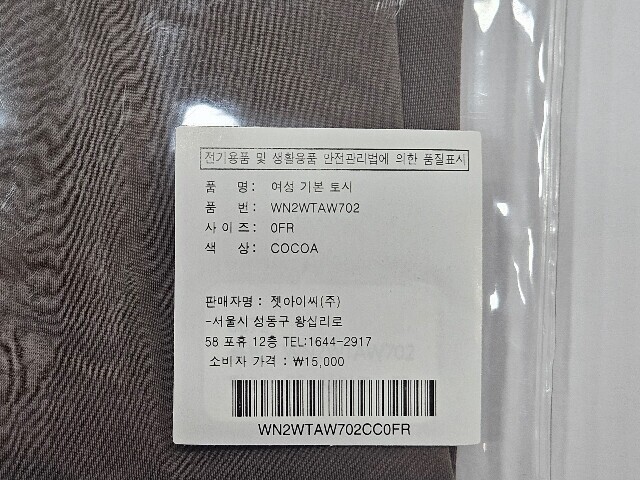 전기용품 및 생활용품 안전관리법에 의한 품질표시
품 명: 여성 기본 토시
품 번: WN2WTAW702
사이즈: 0FR
색 상: COCOA
판매자명 : 젯아이씨(주)
-서울시 성동구 왕십리로
58 포휴 12층 TEL:1644-2917
소비자 가격 : ₩15,000
WN2WTAW702CC0FR